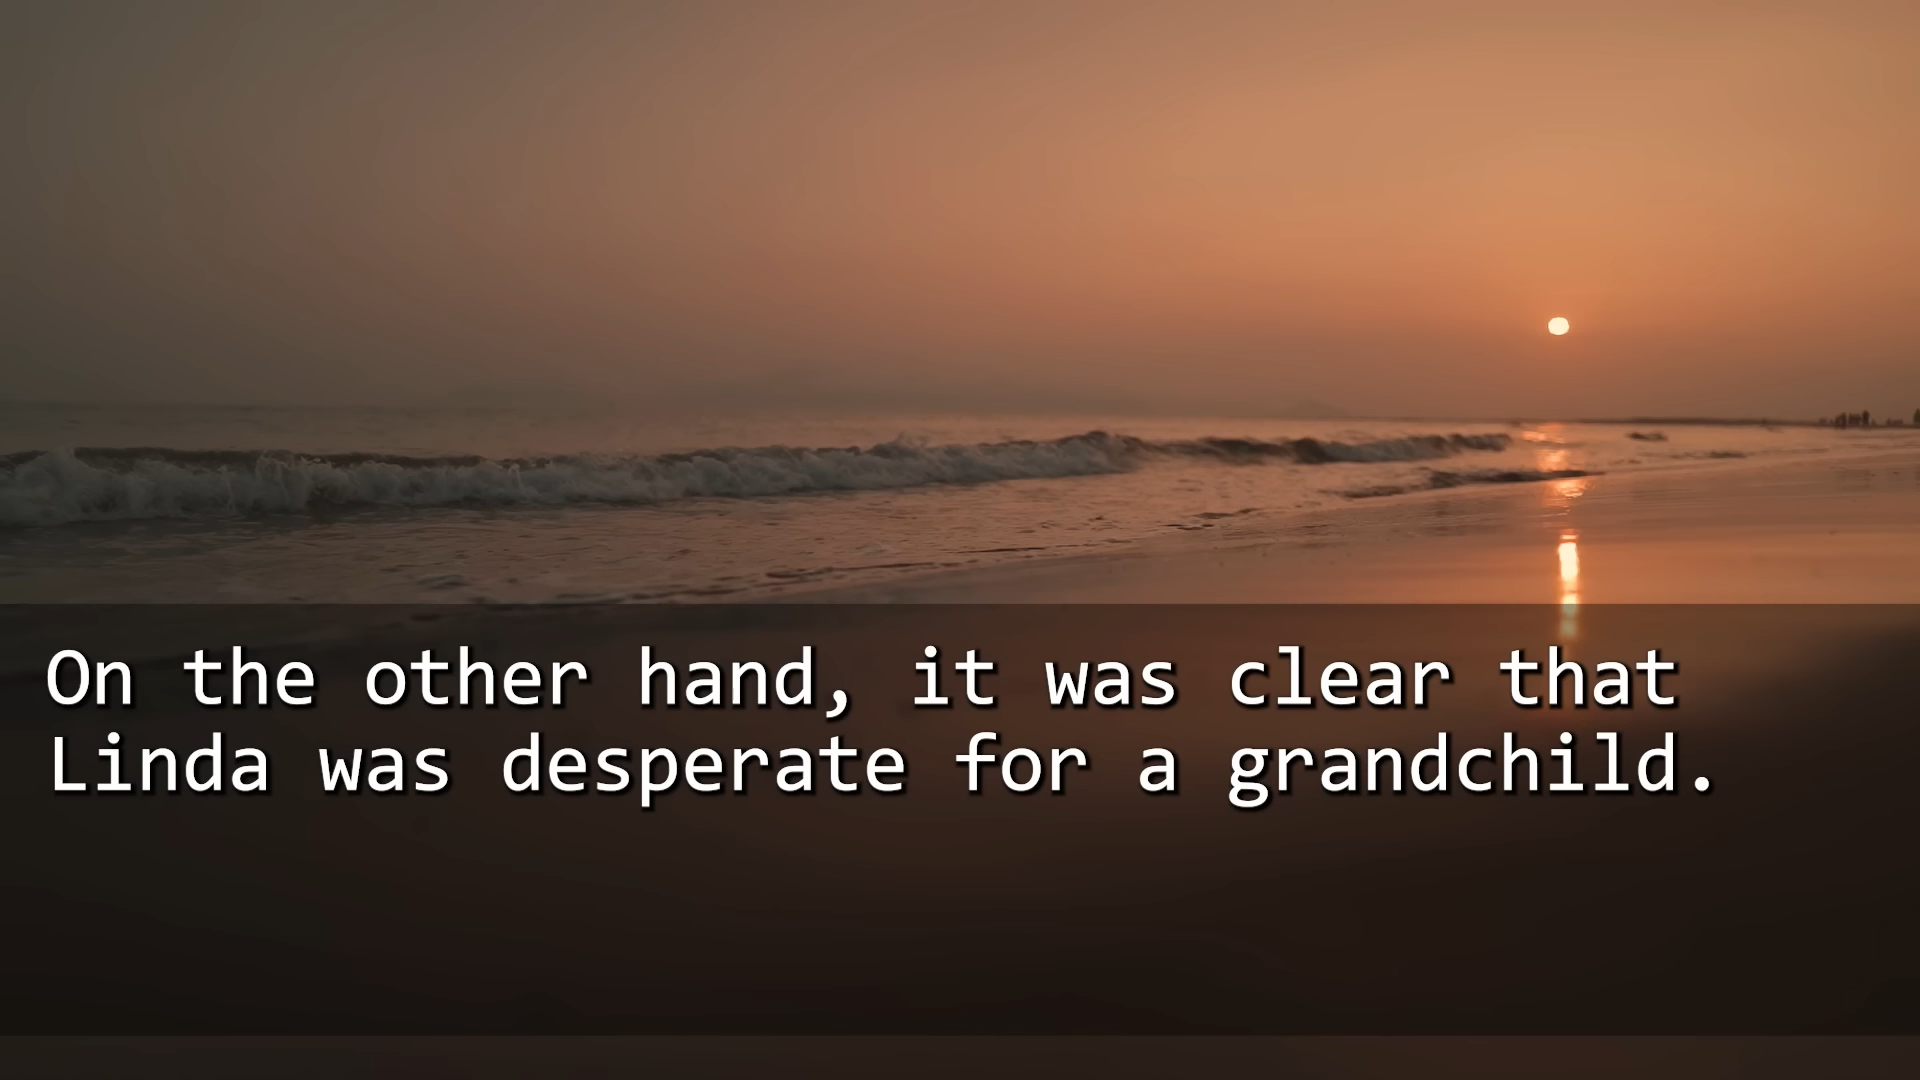 On the other hand, it was clear that
Linda was desperate for a grandchild.